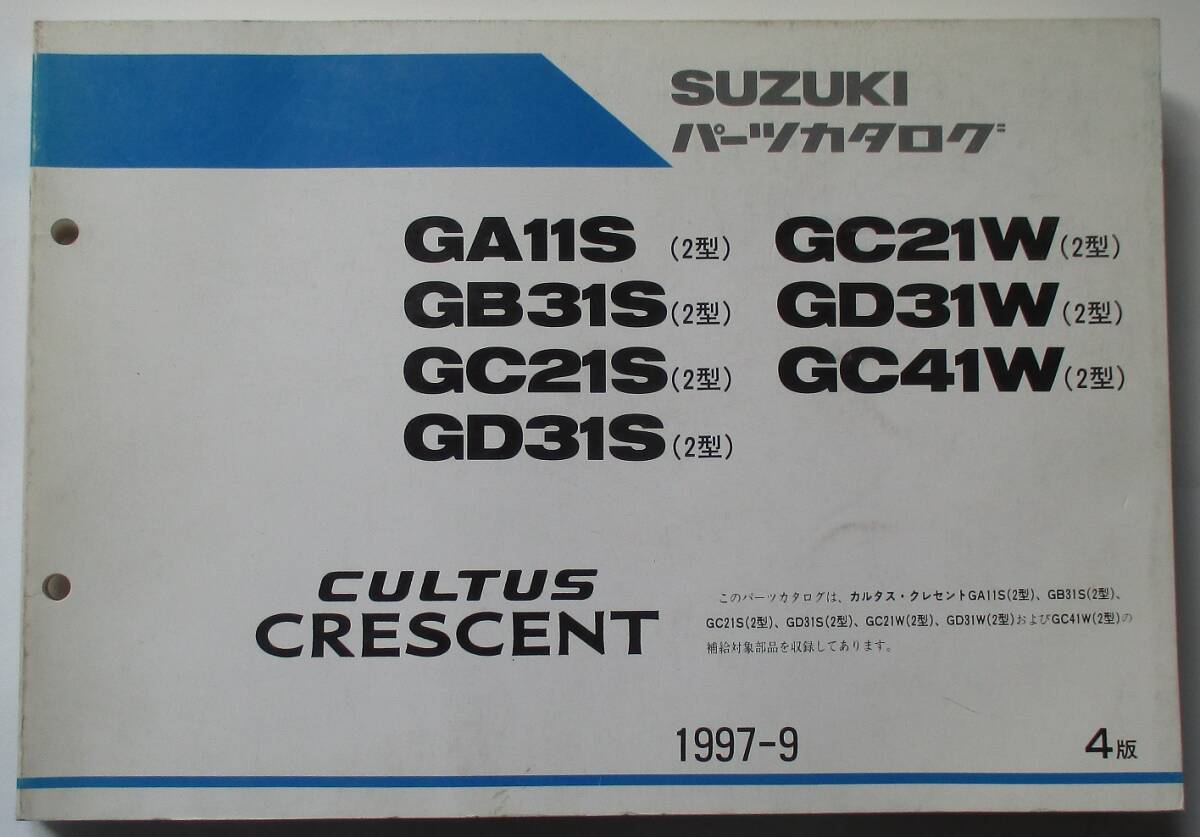 SUZUKI
パーツカタログ
GA11S (2型) GC21W(2型)
GB31S(2型) GD31W(2型)
GC21S(2型) GC41W(2型)
GD31S(2型)
CULTUS
CRESCENT
このパーツカタログは、カルタス・クレセントGA11S(2型)、GB31S(2型)、
GC21S(2型)、GD31S(2型)、GC21W(2型)、GD31W(2型)およびGC41W(2型)の
補給対象部品を収録してあります。
1997-9 4版